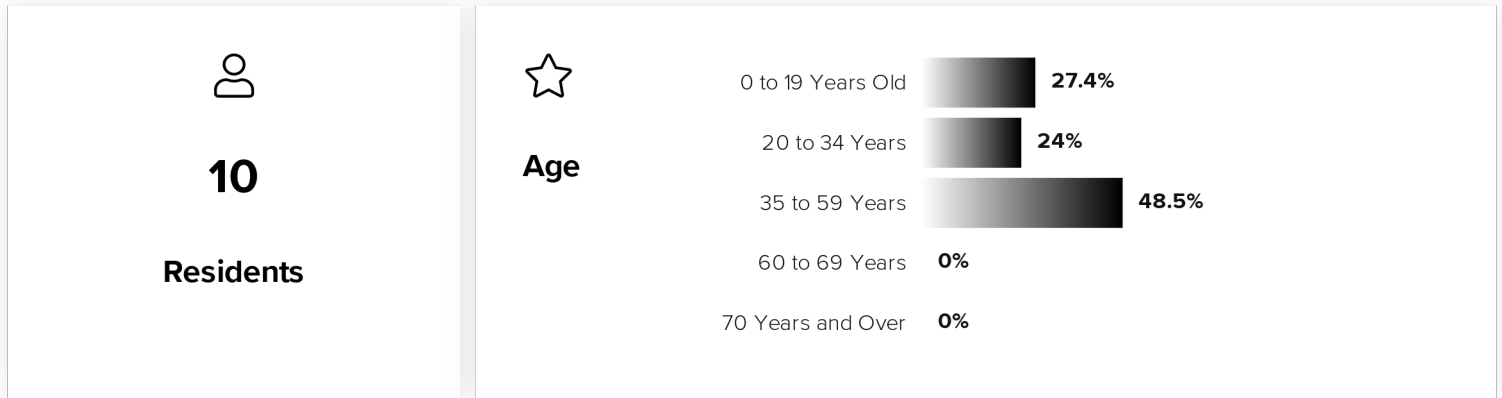 10
Residents
Age
0 to 19 Years Old 27.4%
20 to 34 Years 24%
35 to 59 Years 48.5%
60 to 69 Years 0%
70 Years and Over 0%